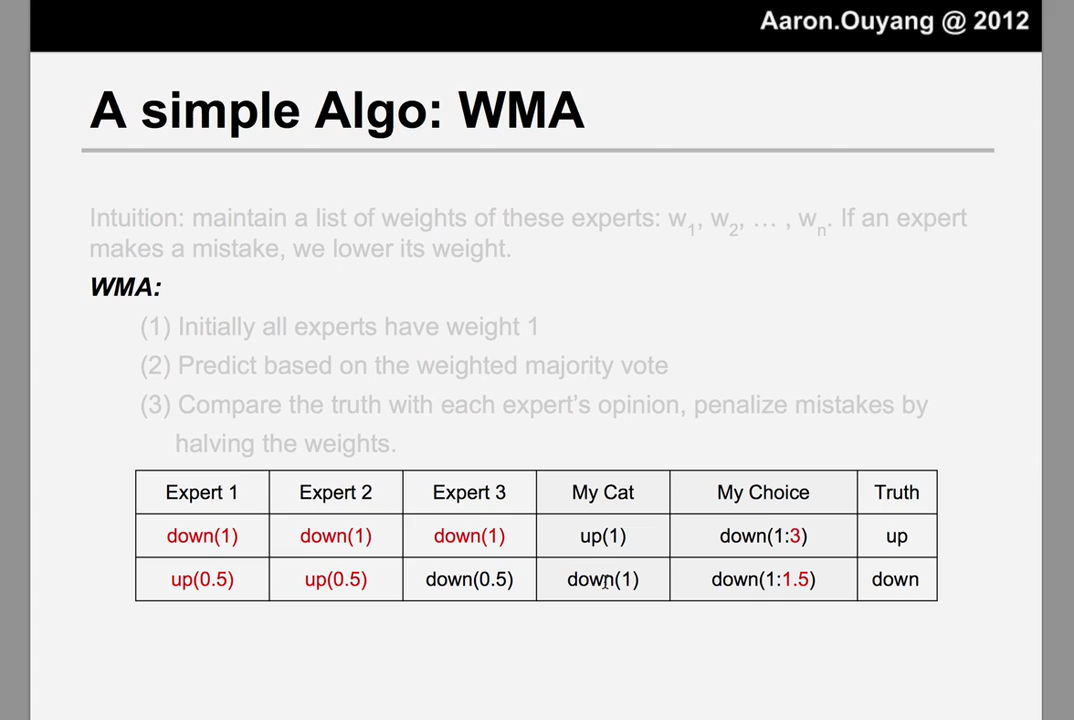 Aaron.Ouyang @ 2012
A simple Algo: WMA
Intuition: maintain a list of weights of these experts: w1, w2, … , wn. If an expert
makes a mistake, we lower its weight.
WMA:
(1) Initially all experts have weight 1
(2) Predict based on the weighted majority vote
(3) Compare the truth with each expert’s opinion, penalize mistakes by
halving the weights.
Expert 1 Expert 2 Expert 3 My Cat My Choice Truth
down(1) down(1) down(1) up(1) down(1:3) up
up(0.5) up(0.5) down(0.5) down(1) down(1:1.5) down